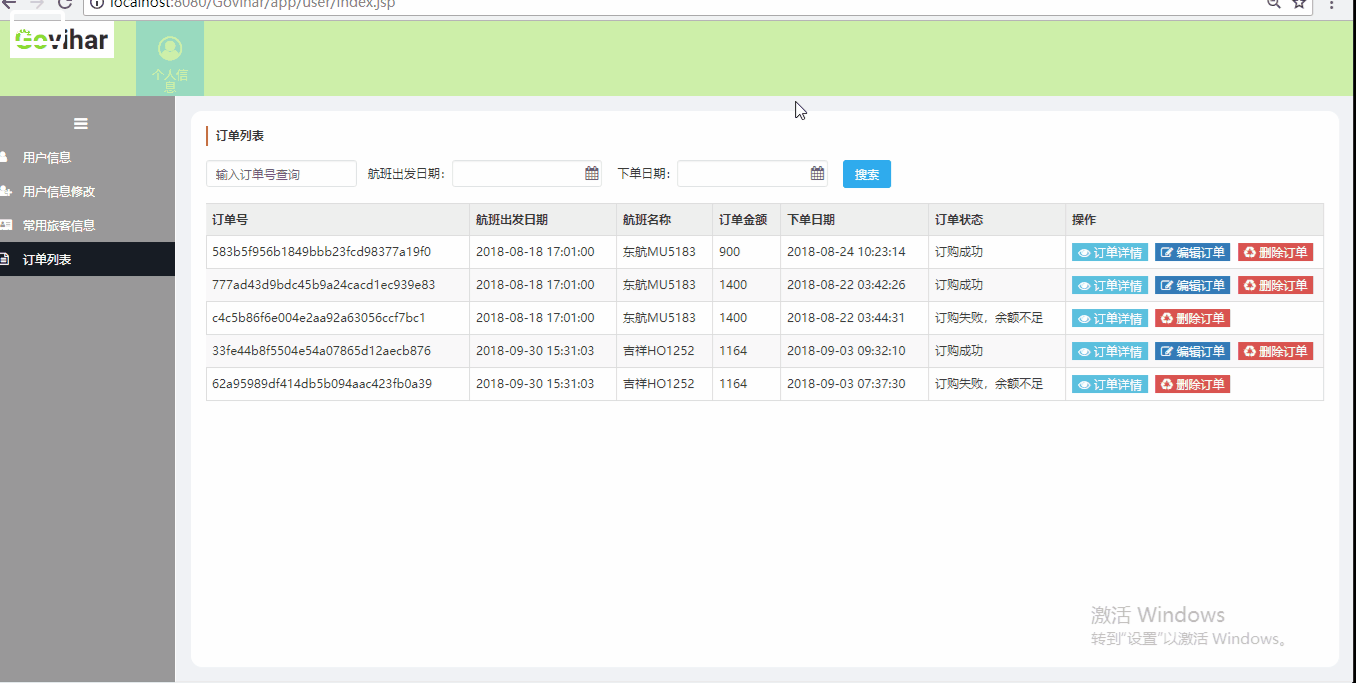 localhost:8080/Govihar/app/user/index.jsp
Govihar
个人信
息
用户信息
用户信息修改
常用旅客信息
订单列表
订单列表
输入订单号查询 航班出发日期: 下单日期: 搜索
订单号 航班出发日期 航班名称 订单金额 下单日期 订单状态 操作
583b5f956b1849bbb23fcd98377a19f0 2018-08-18 17:01:00 东航MU5183 900 2018-08-24 10:23:14 订购成功 订单详情 编辑订单 删除订单
777ad43d9bdc45b9a24cacd1ec939e83 2018-08-18 17:01:00 东航MU5183 1400 2018-08-22 03:42:26 订购成功 订单详情 编辑订单 删除订单
c4c5b86f6e004e2aa92a63056ccf7bc1 2018-08-18 17:01:00 东航MU5183 1400 2018-08-22 03:44:31 订购失败，余额不足 订单详情 删除订单
33fe44b8f5504e54a07865d12aecb876 2018-09-30 15:31:03 吉祥HO1252 1164 2018-09-03 09:32:10 订购成功 订单详情 编辑订单 删除订单
62a95989df414db5b094aac423fb0a39 2018-09-30 15:31:03 吉祥HO1252 1164 2018-09-03 07:37:30 订购失败，余额不足 订单详情 删除订单
激活 Windows
转到“设置”以激活 Windows。